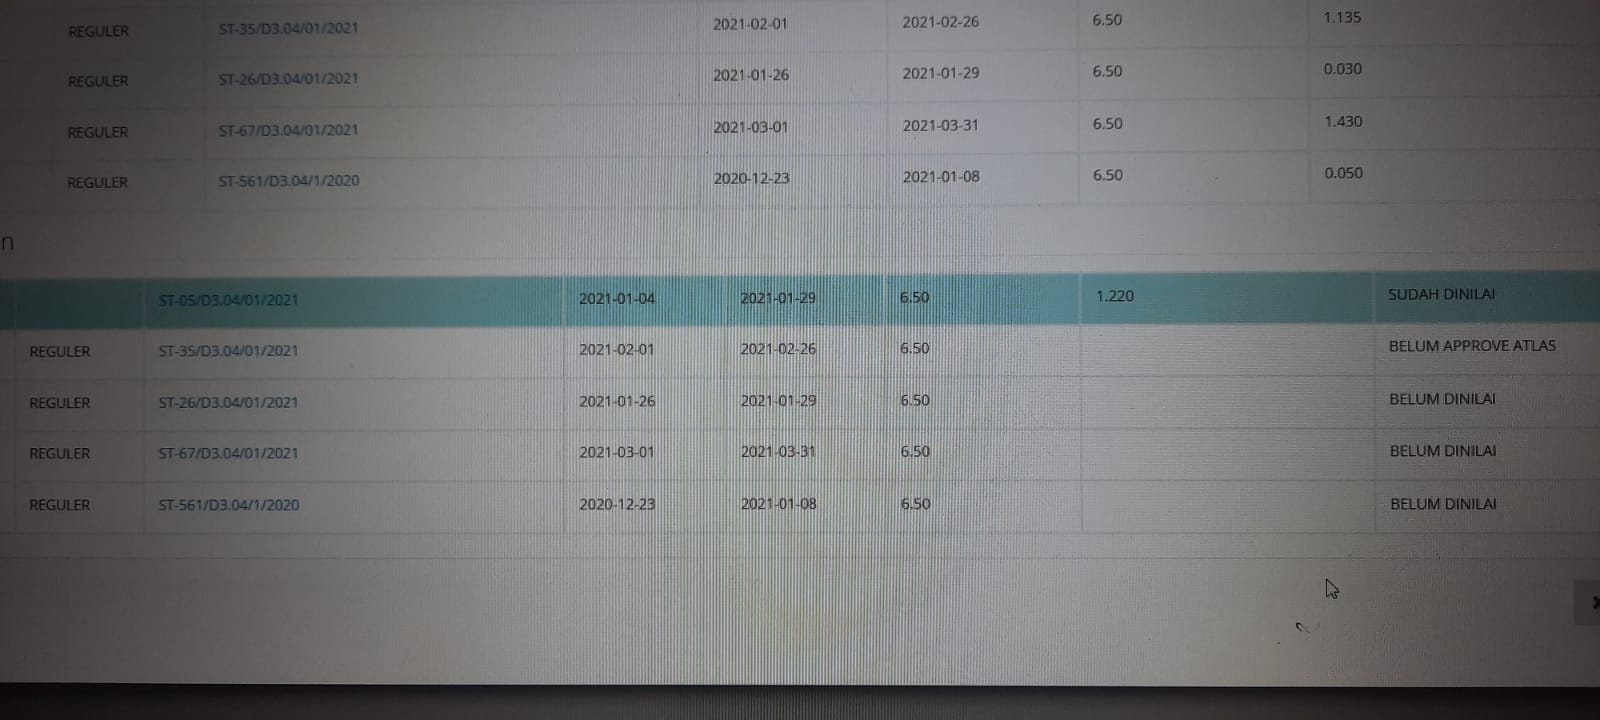 REGULER ST-35/D3.04/01/2021 2021-02-01 2021-02-26 6.50 1.135
REGULER ST-26/D3.04/01/2021 2021-01-26 2021-01-29 6.50 0.030
REGULER ST-67/D3.04/01/2021 2021-03-01 2021-03-31 6.50 1.430
REGULER ST-561/D3.04/1/2020 2020-12-23 2021-01-08 6.50 0.050
n
ST-05/D3.04/01/2021 2021-01-04 2021-01-29 6.50 1.220 SUDAH DINILAI
REGULER ST-35/D3.04/01/2021 2021-02-01 2021-02-26 6.50 BELUM APPROVE ATLAS
REGULER ST-26/D3.04/01/2021 2021-01-26 2021-01-29 6.50 BELUM DINILAI
REGULER ST-67/D3.04/01/2021 2021-03-01 2021-03-31 6.50 BELUM DINILAI
REGULER ST-561/D3.04/1/2020 2020-12-23 2021-01-08 6.50 BELUM DINILAI